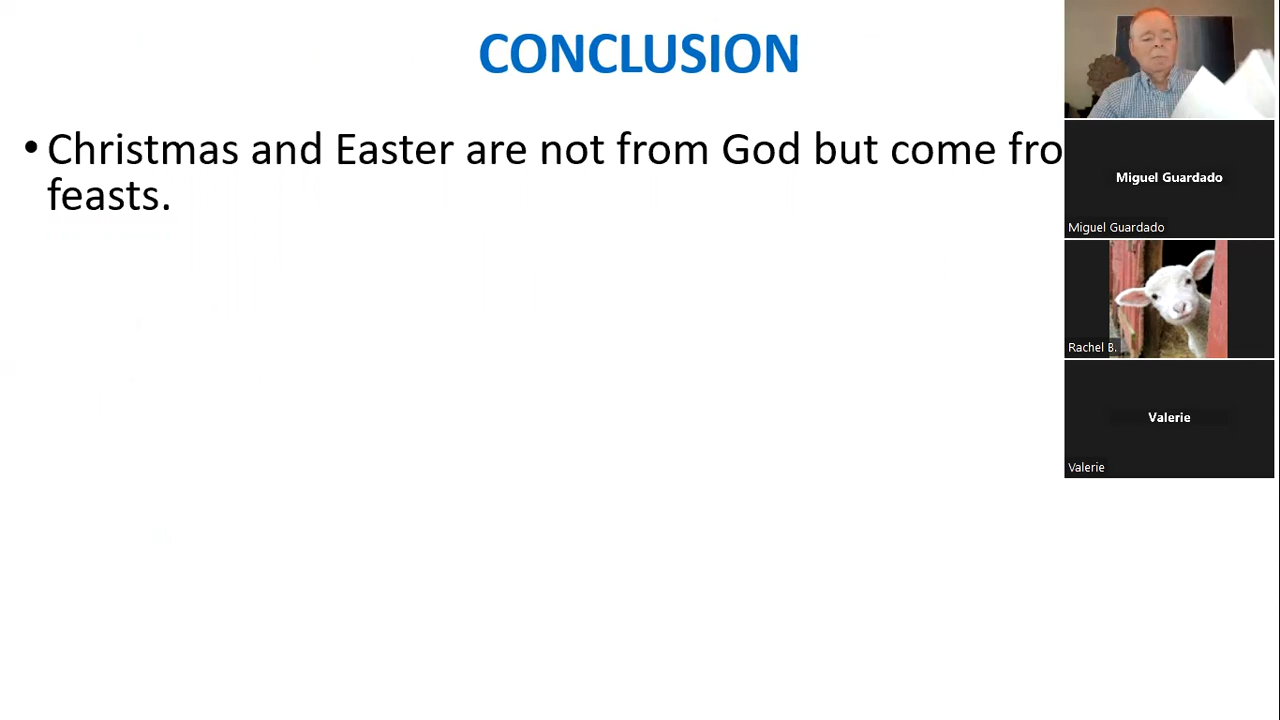 CONCLUSION
• Christmas and Easter are not from God but come fro
feasts.
Miguel Guardado
Miguel Guardado
Rachel B.
Valerie
Valerie